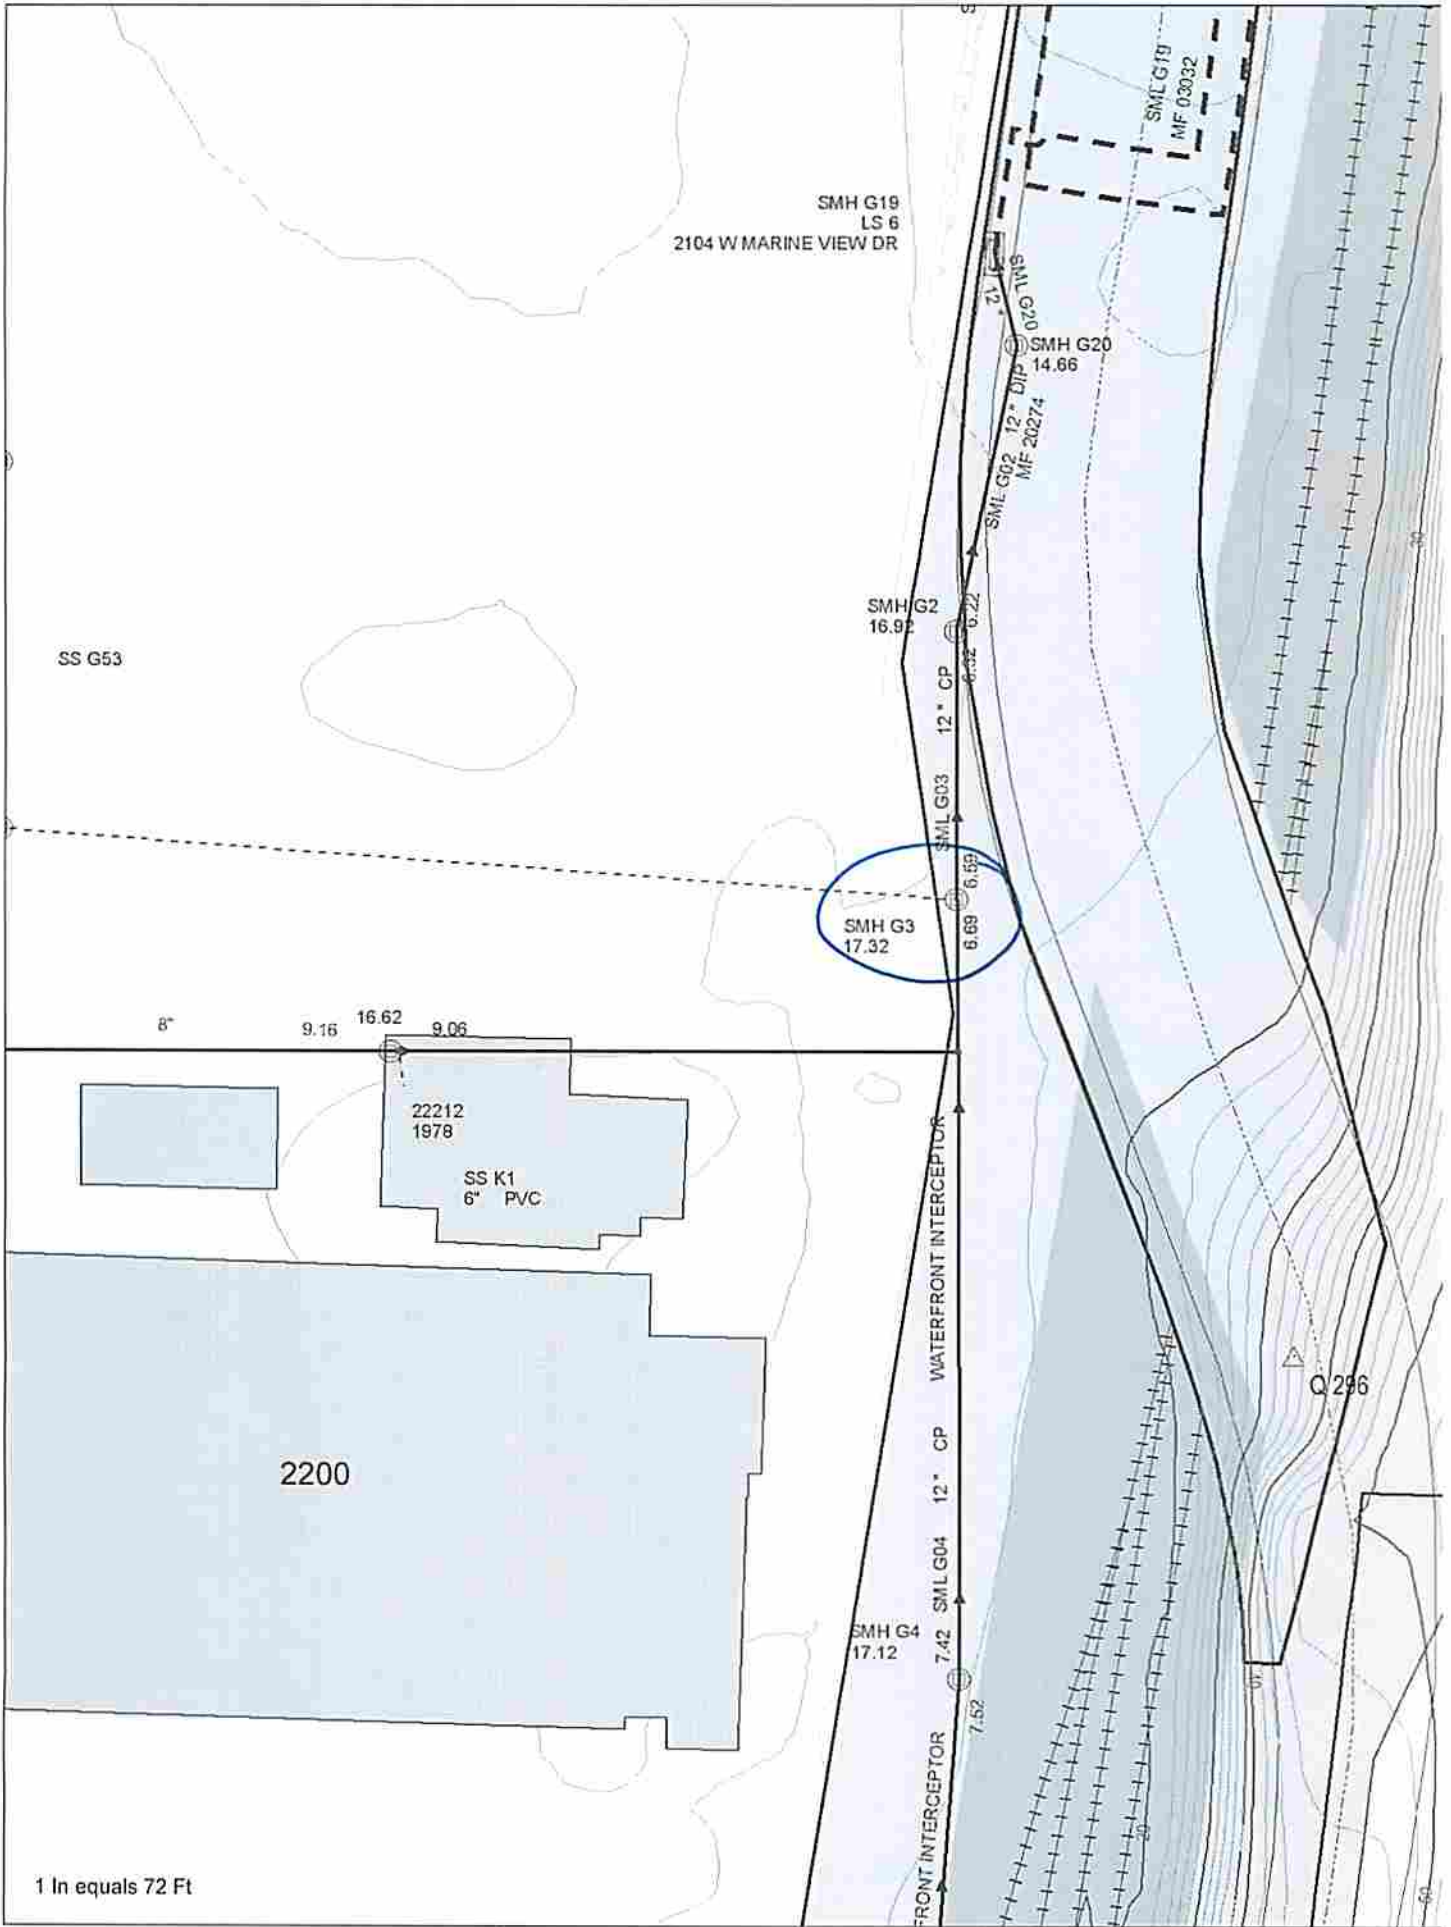 SML G19
MF 03032
SMH G19
LS 6
2104 W MARINE VIEW DR
12"
SML G20
SMH G20
14.66
SML G02 12" DIP
MF 20274
30
SMH G2
16.92
6.22
6.32
SS G53
SML G03 12" CP
6.59
SMH G3
17.32
6.69
8"
9.16
16.62
9.06
22212
1978
SS K1
6" PVC
2200
Q 296
SMH G4
17.12
7.42 SML G04 12" CP WATERFRONT INTERCEPTOR
7.52
FRONT INTERCEPTOR
20
60
1 In equals 72 Ft